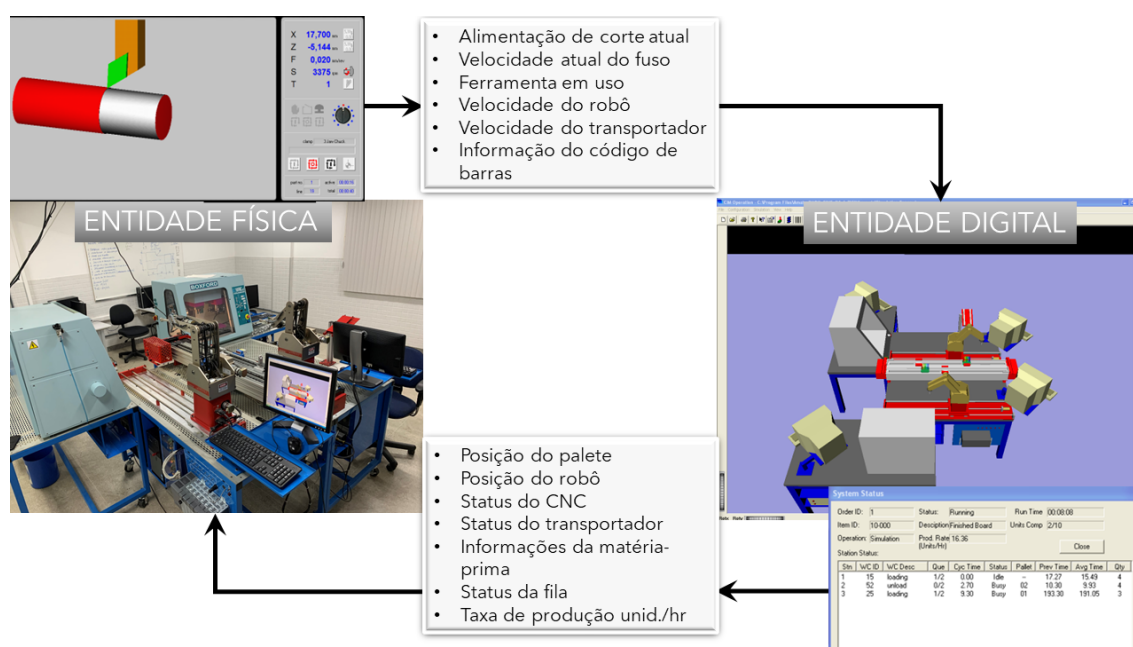 X 17,700
Z -5,144
F 0,020
S 3375
T 1
• Alimentação de corte atual
• Velocidade atual do fuso
• Ferramenta em uso
• Velocidade do robô
• Velocidade do transportador
• Informação do código de
barras
ENTIDADE FÍSICA
ENTIDADE DIGITAL
BOXFORD
• Posição do palete
• Posição do robô
• Status do CNC
• Status do transportador
• Informações da matéria-
prima
• Status da fila
• Taxa de produção unid./hr
System Status
Order ID: 1 Status: Running Run Time 00:08:08
Item ID: 10-000 Desciption Finished Board Units Comp 2/10
Operation: Simulation Prod. Rate 16.36
(Units/Hr)
Close
Station Status:
Stn WC ID WC Desc Que Cyc Time Status Pallet Prev Time Avg Time Qty
1 15 loading 1/2 0.00 Idle – 17.27 15.49 4
2 52 unload 0/2 2.70 Busy 02 10.30 9.93 4
3 25 loading 1/2 9.30 Busy 01 193.30 191.05 3